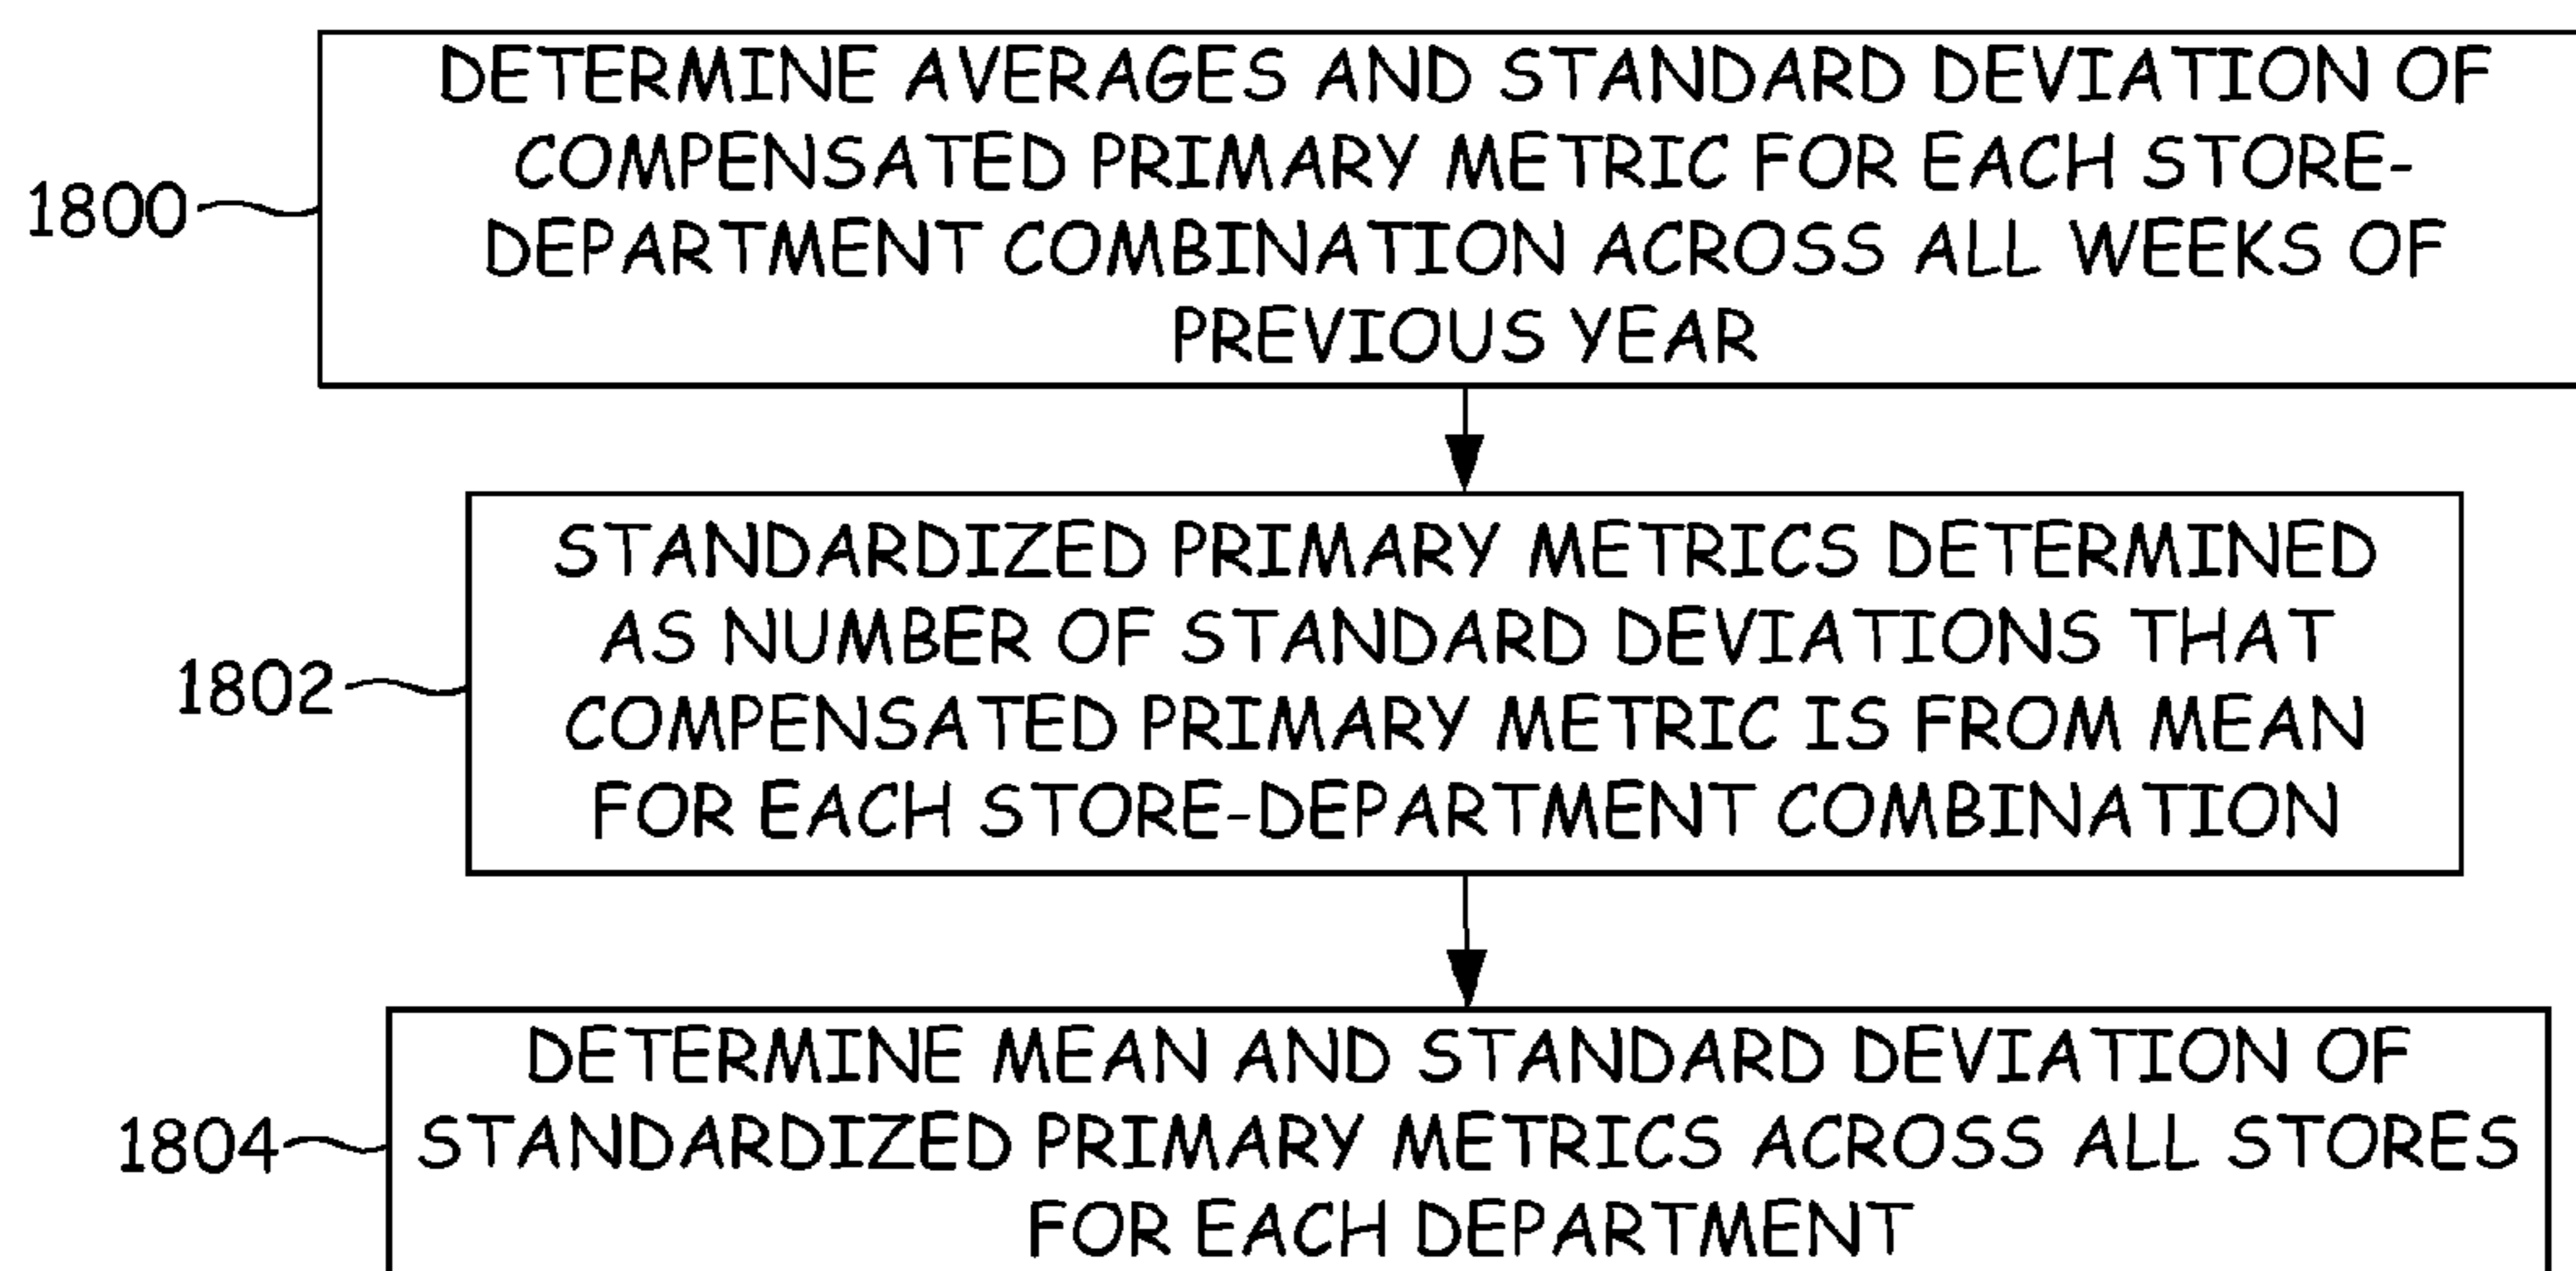 DETERMINE AVERAGES AND STANDARD DEVIATION OF
COMPENSATED PRIMARY METRIC FOR EACH STORE-
DEPARTMENT COMBINATION ACROSS ALL WEEKS OF
PREVIOUS YEAR
1800
STANDARDIZED PRIMARY METRICS DETERMINED
AS NUMBER OF STANDARD DEVIATIONS THAT
COMPENSATED PRIMARY METRIC IS FROM MEAN
FOR EACH STORE-DEPARTMENT COMBINATION
1802
DETERMINE MEAN AND STANDARD DEVIATION OF
STANDARDIZED PRIMARY METRICS ACROSS ALL STORES
FOR EACH DEPARTMENT
1804